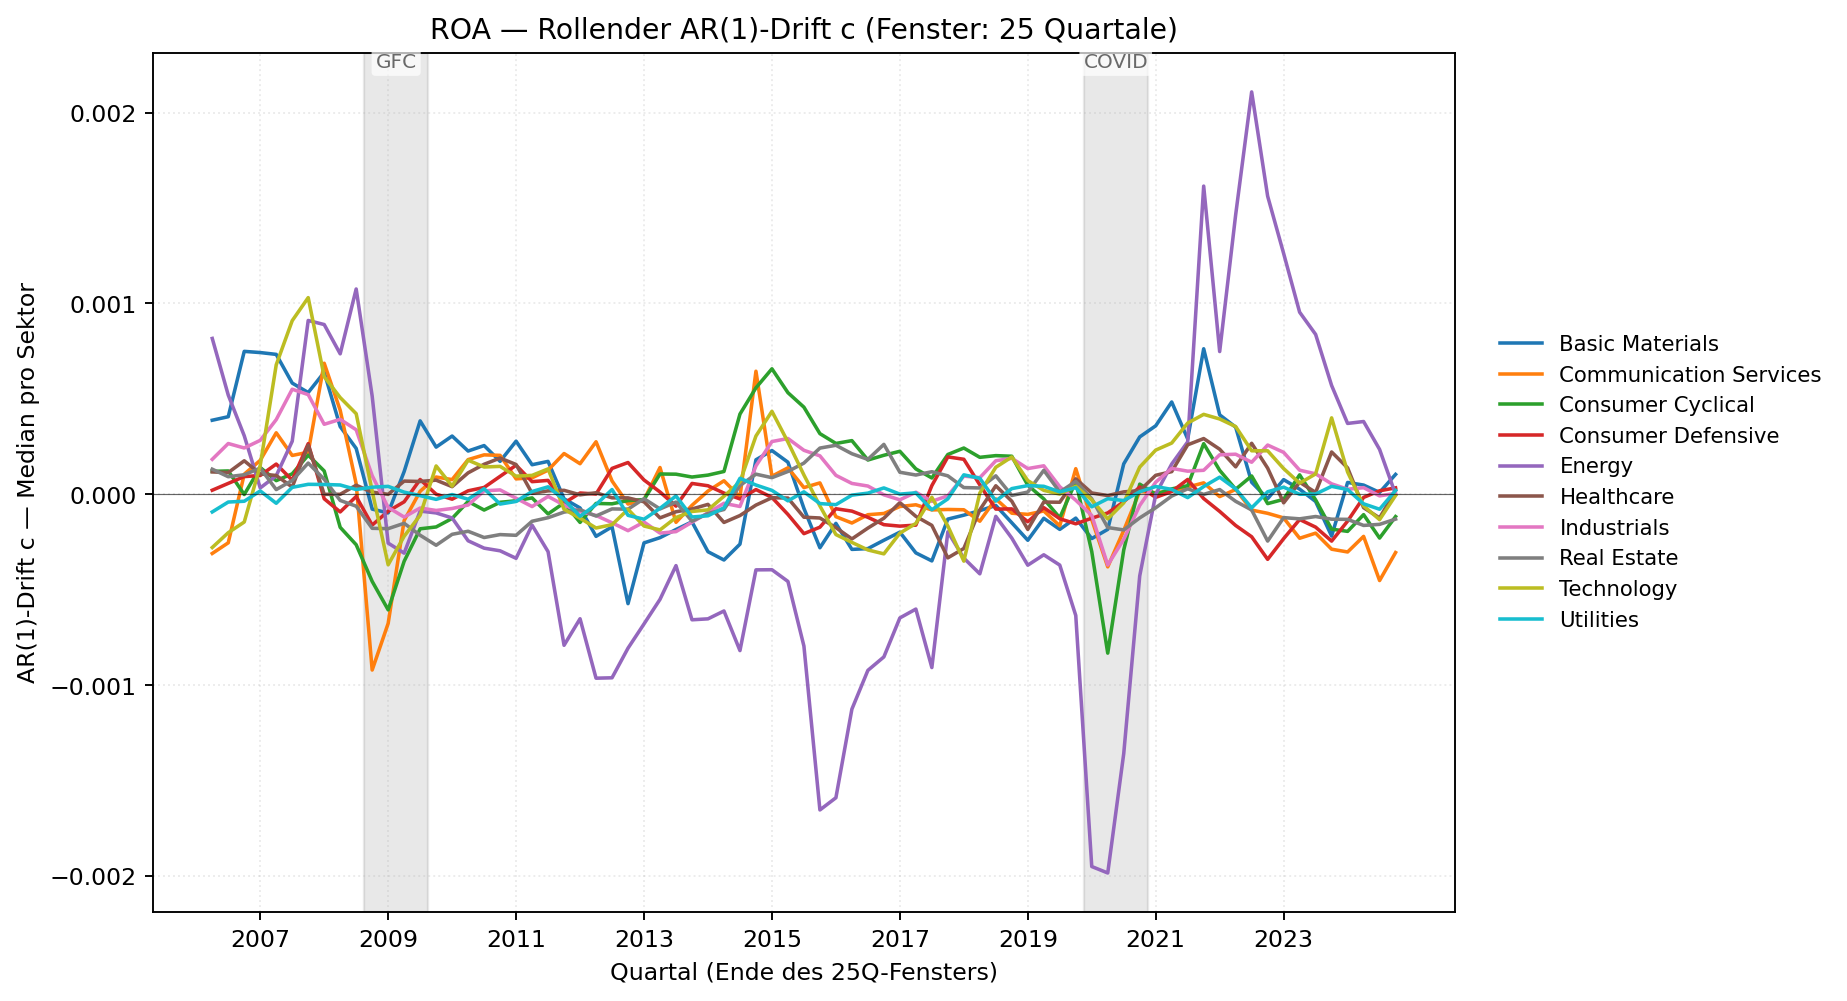 ROA — Rollender AR(1)-Drift c (Fenster: 25 Quartale)
GFC
COVID
AR(1)-Drift c — Median pro Sektor
0.002
0.001
0.000
−0.001
−0.002
2007
2009
2011
2013
2015
2017
2019
2021
2023
Quartal (Ende des 25Q-Fensters)
Basic Materials
Communication Services
Consumer Cyclical
Consumer Defensive
Energy
Healthcare
Industrials
Real Estate
Technology
Utilities